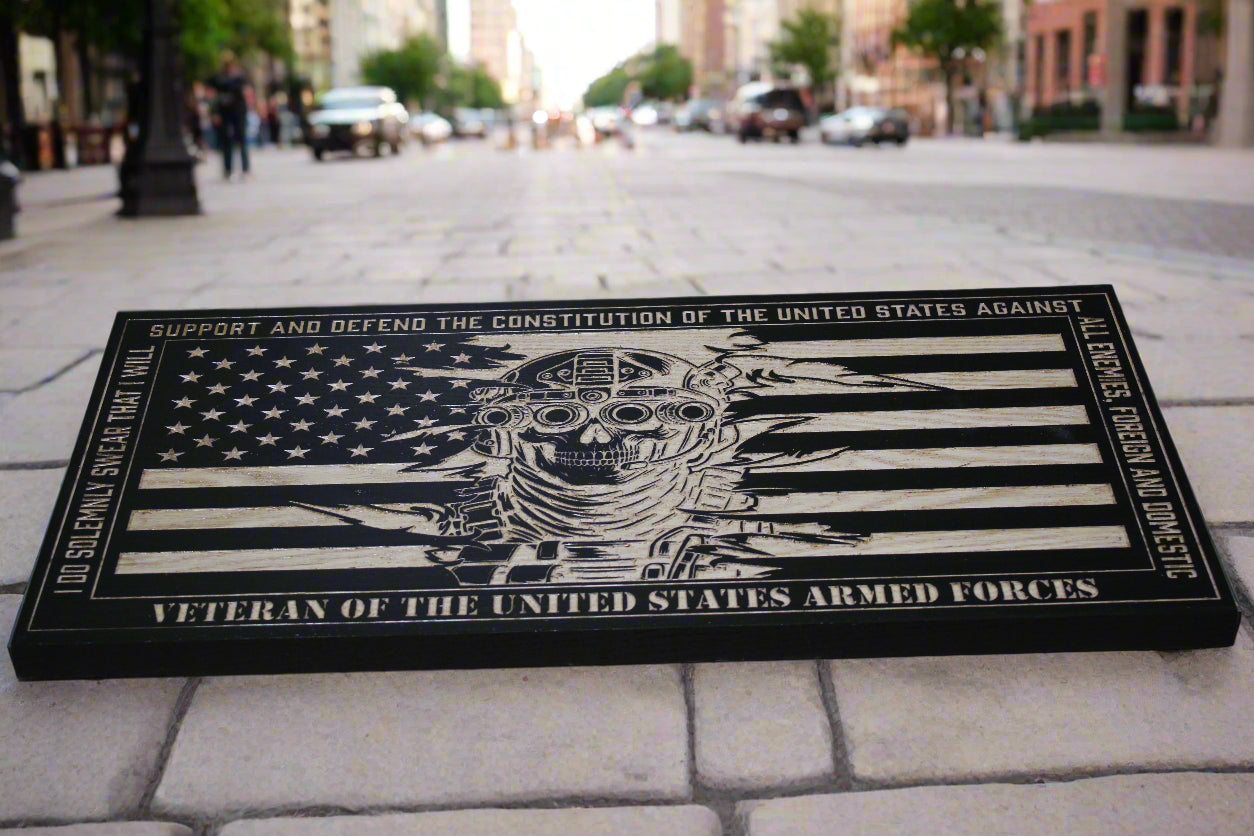 I DO SOLEMNLY SWEAR THAT I WILL
SUPPORT AND DEFEND THE CONSTITUTION OF THE UNITED STATES AGAINST
ALL ENEMIES, FOREIGN AND DOMESTIC
VETERAN OF THE UNITED STATES ARMED FORCES